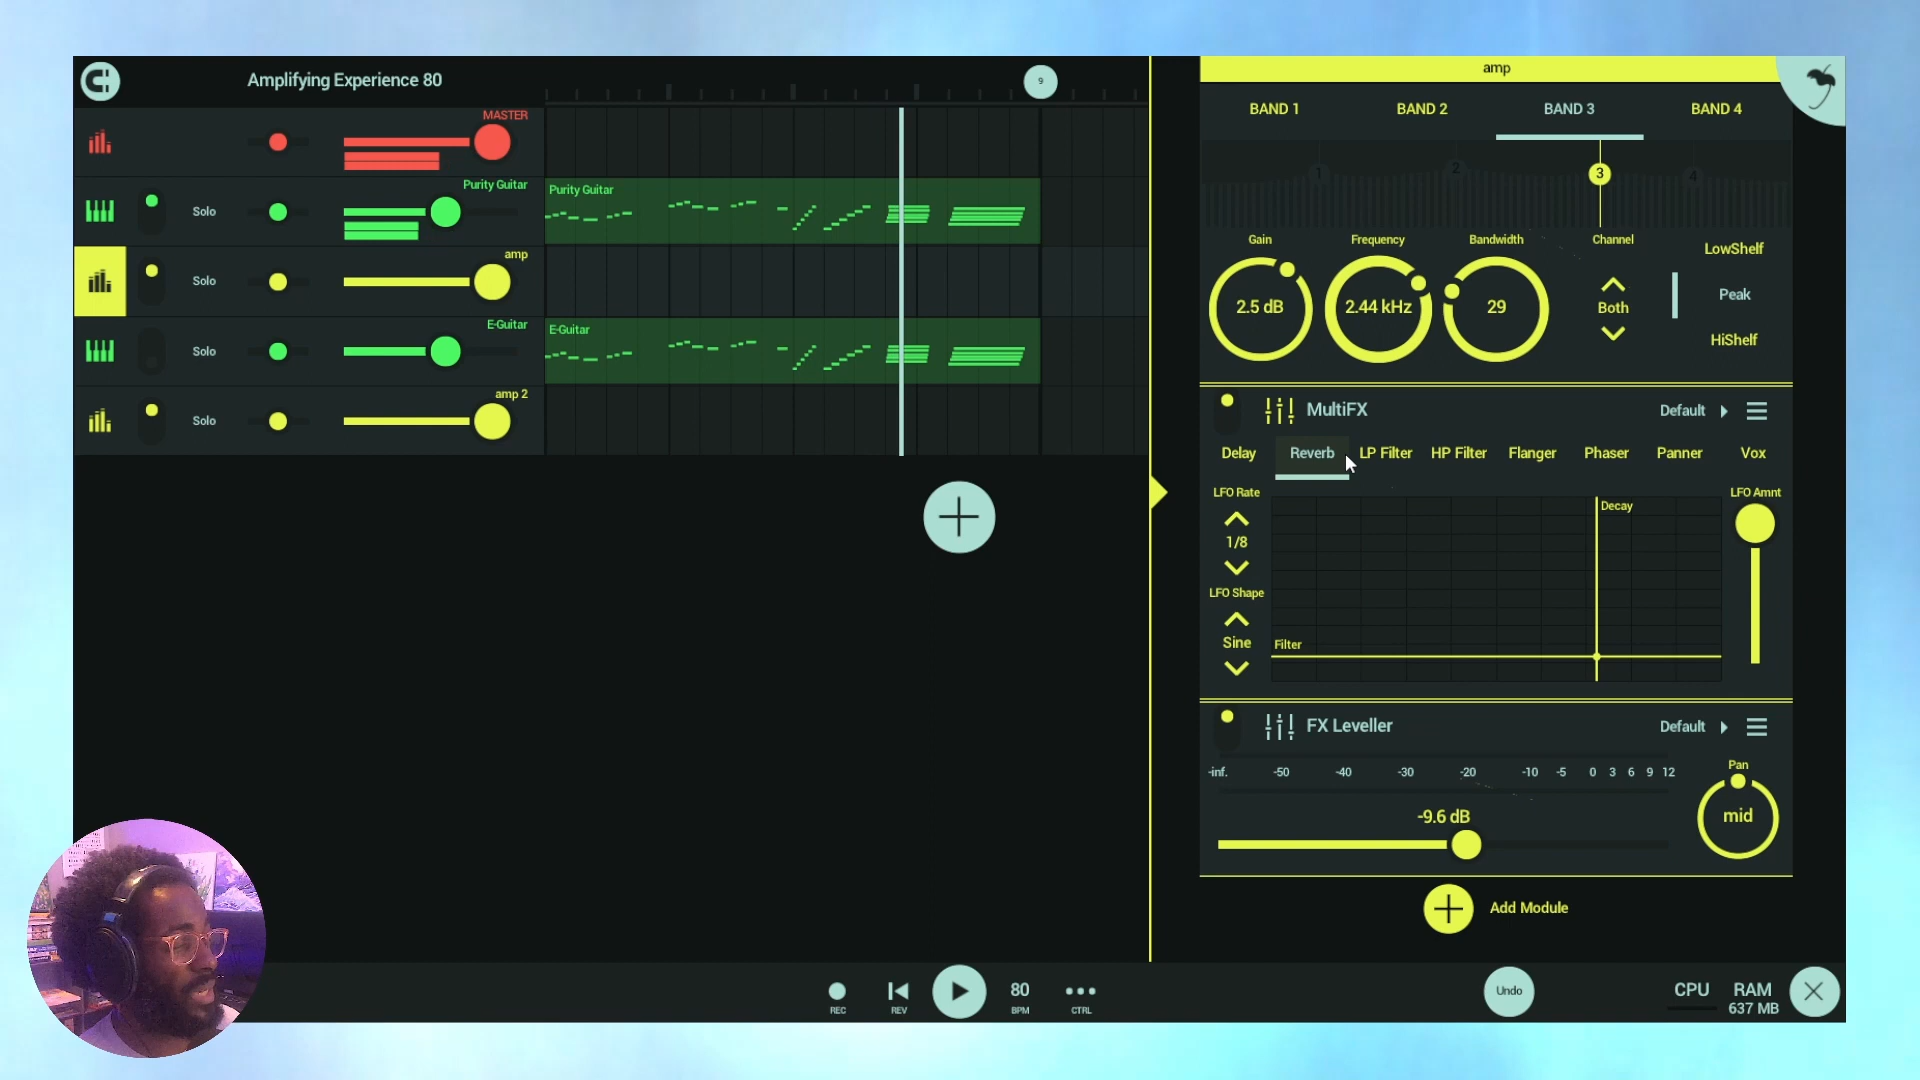 Amplifying Experience 80
9
amp
MASTER
BAND 1 BAND 2 BAND 3 BAND 4
1 2 3 4
Purity Guitar
Solo
Purity Guitar
Gain Frequency Bandwidth Channel
LowShelf
amp
Solo
2.5 dB 2.44 kHz 29 Both
Peak
E-Guitar
Solo
E-Guitar
HiShelf
amp 2
Solo
MultiFX Default
Delay Reverb LP Filter HP Filter Flanger Phaser Panner Vox
LFO Rate
LFO Amnt
Decay
1/8
LFO Shape
Sine
Filter
FX Leveller Default
-inf. -50 -40 -30 -20 -10 -5 0 3 6 9 12
Pan
-9.6 dB
mid
Add Module
80
REC REV BPM CTRL
Undo
CPU RAM
637 MB